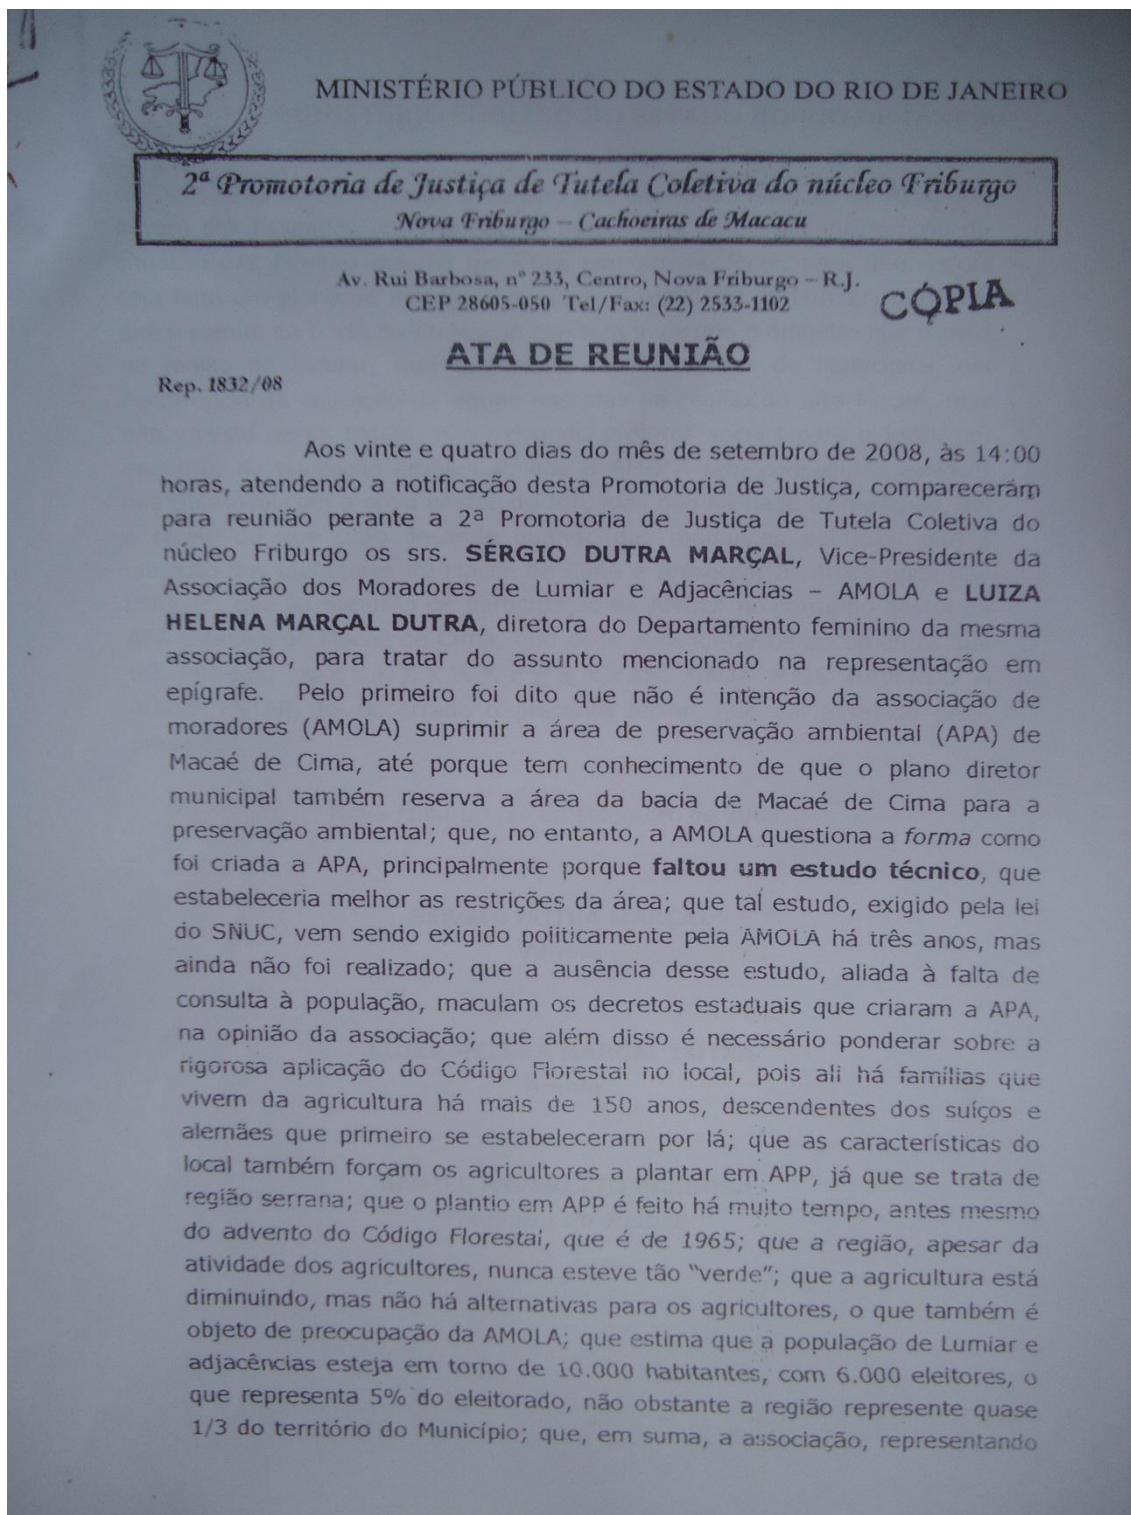 MINISTÉRIO PÚBLICO DO ESTADO DO RIO DE JANEIRO
2ª Promotoria de Justiça de Tutela Coletiva do núcleo Friburgo
Nova Friburgo – Cachoeiras de Macacu
Av. Rui Barbosa, nº 233, Centro, Nova Friburgo – R.J.
CEP 28605-050 Tel/Fax: (22) 2533-1102
CÓPIA
ATA DE REUNIÃO
Rep. 1832/08
Aos vinte e quatro dias do mês de setembro de 2008, às 14:00
horas, atendendo a notificação desta Promotoria de Justiça, compareceram
para reunião perante a 2ª Promotoria de Justiça de Tutela Coletiva do
núcleo Friburgo os srs. SÉRGIO DUTRA MARÇAL, Vice-Presidente da
Associação dos Moradores de Lumiar e Adjacências – AMOLA e LUIZA
HELENA MARÇAL DUTRA, diretora do Departamento feminino da mesma
associação, para tratar do assunto mencionado na representação em
epígrafe. Pelo primeiro foi dito que não é intenção da associação de
moradores (AMOLA) suprimir a área de preservação ambiental (APA) de
Macaé de Cima, até porque tem conhecimento de que o plano diretor
municipal também reserva a área da bacia de Macaé de Cima para a
preservação ambiental; que, no entanto, a AMOLA questiona a forma como
foi criada a APA, principalmente porque faltou um estudo técnico, que
estabeleceria melhor as restrições da área; que tal estudo, exigido pela lei
do SNUC, vem sendo exigido politicamente pela AMOLA há três anos, mas
ainda não foi realizado; que a ausência desse estudo, aliada à falta de
consulta à população, maculam os decretos estaduais que criaram a APA,
na opinião da associação; que além disso é necessário ponderar sobre a
rigorosa aplicação do Código Florestal no local, pois ali há famílias que
vivem da agricultura há mais de 150 anos, descendentes dos suíços e
alemães que primeiro se estabeleceram por lá; que as características do
local também forçam os agricultores a plantar em APP, já que se trata de
região serrana; que o plantio em APP é feito há muito tempo, antes mesmo
do advento do Código Florestal, que é de 1965; que a região, apesar da
atividade dos agricultores, nunca esteve tão "verde"; que a agricultura está
diminuindo, mas não há alternativas para os agricultores, o que também é
objeto de preocupação da AMOLA; que estima que a população de Lumiar e
adjacências esteja em torno de 10.000 habitantes, com 6.000 eleitores, o
que representa 5% do eleitorado, não obstante a região represente quase
1/3 do território do Município; que, em suma, a associação, representando